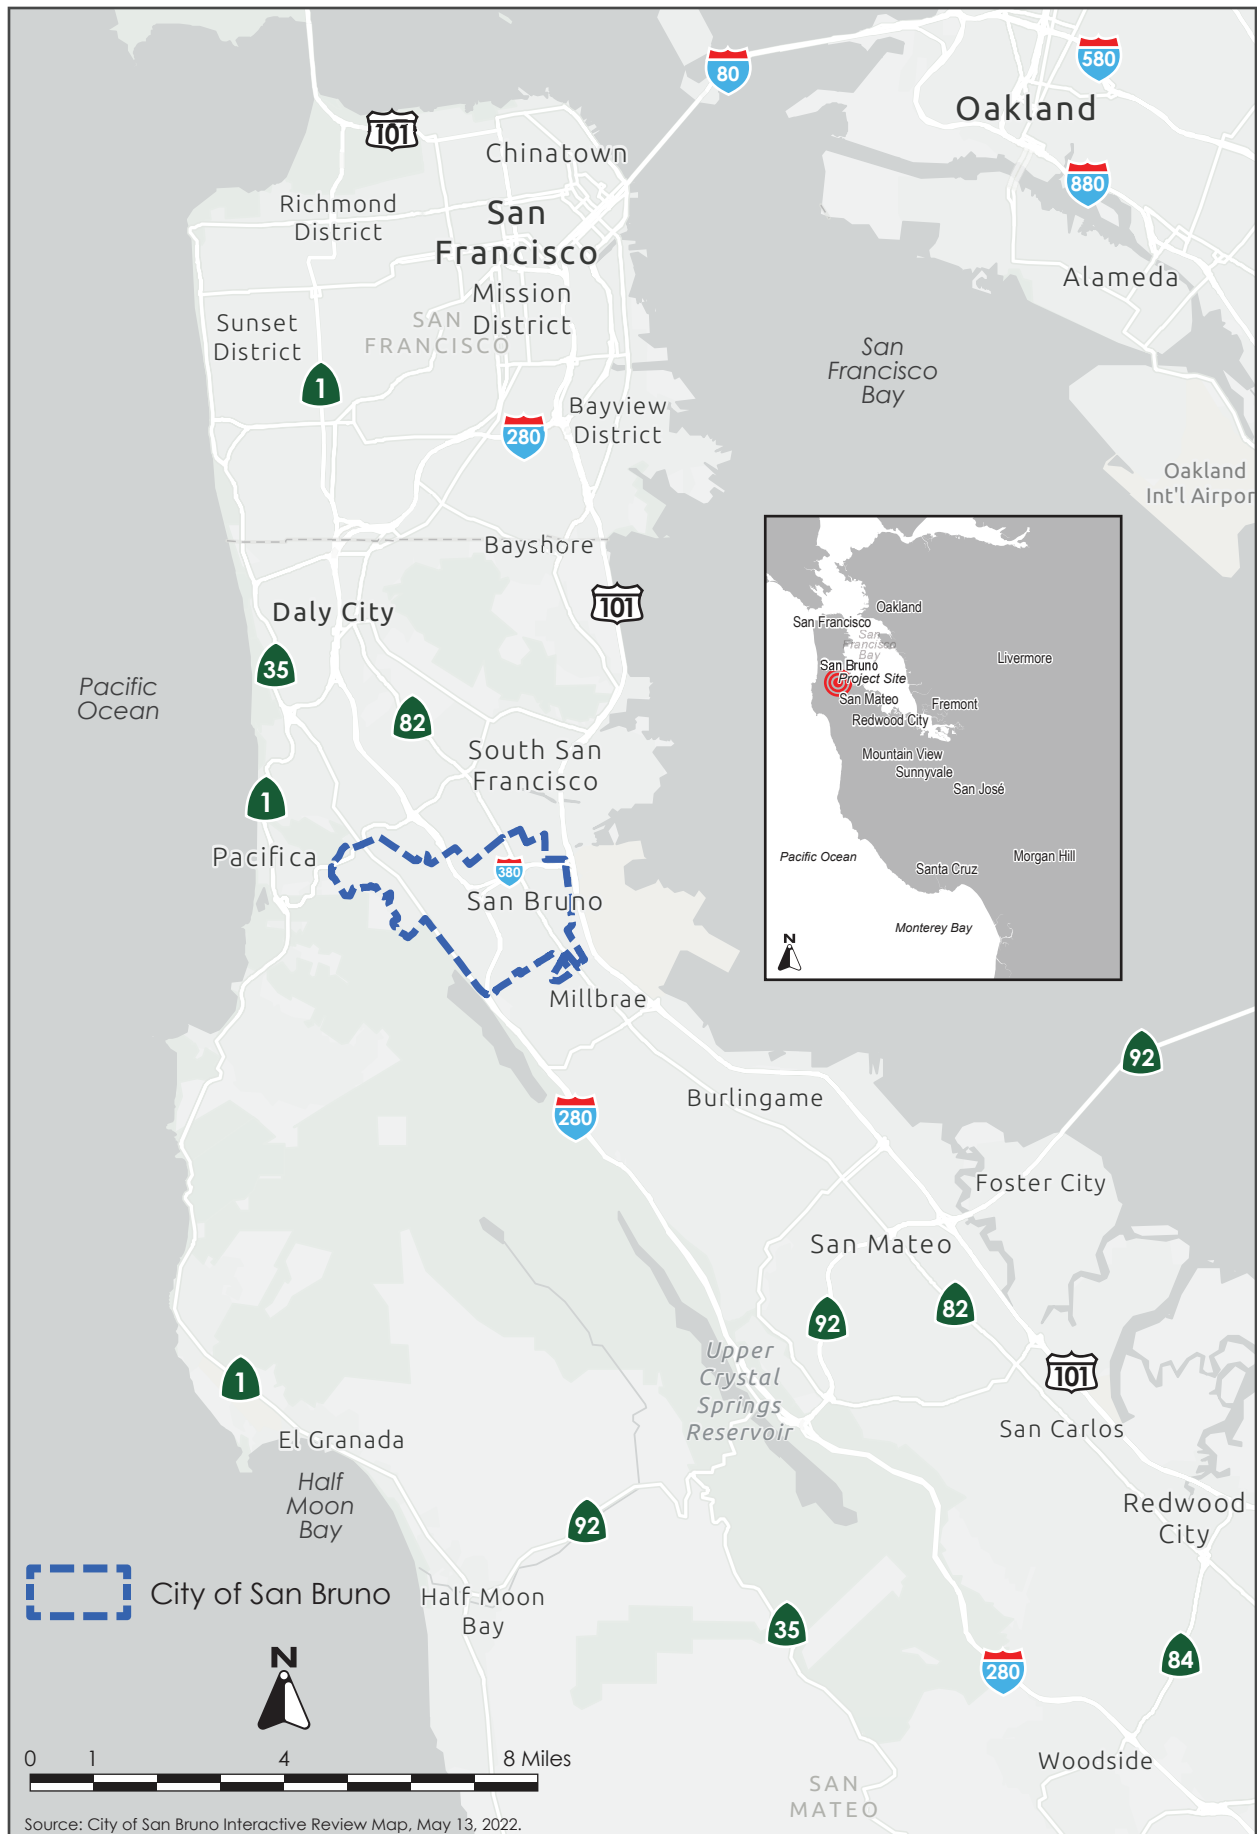 80
580
Oakland
101
Chinatown
880
Richmond
District
San
Francisco
Alameda
Mission
District
Sunset
District
SAN
FRANCISCO
San
Francisco
Bay
1
Bayview
District
280
Oakland
Int'l Airpor
Bayshore
101
Daly City
35
Pacific
Ocean
82
South San
Francisco
1
Pacifica
380
San Bruno
Millbrae
Oakland
San Francisco
San
Francisco
Bay
Livermore
San Bruno
Project Site
San Mateo
Fremont
Redwood City
Mountain View
Sunnyvale
San José
Pacific Ocean
Morgan Hill
Santa Cruz
Monterey Bay
N
92
280
Burlingame
Foster City
San Mateo
92
82
Upper
Crystal
Springs
Reservoir
101
1
San Carlos
El Granada
Half
Moon
Bay
Redwood
City
92
City of San Bruno
Half Moon
Bay
35
84
280
N
0 1 4 8 Miles
Woodside
SAN
MATEO
Source: City of San Bruno Interactive Review Map, May 13, 2022.